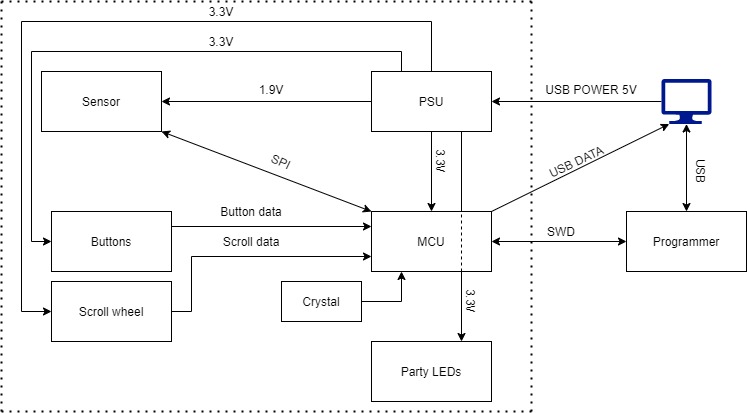 3.3V
3.3V
Sensor
1.9V
PSU
USB POWER 5V
SPI
3.3V
USB DATA
USB
Buttons
Button data
Scroll data
MCU
SWD
Programmer
Scroll wheel
Crystal
3.3V
Party LEDs